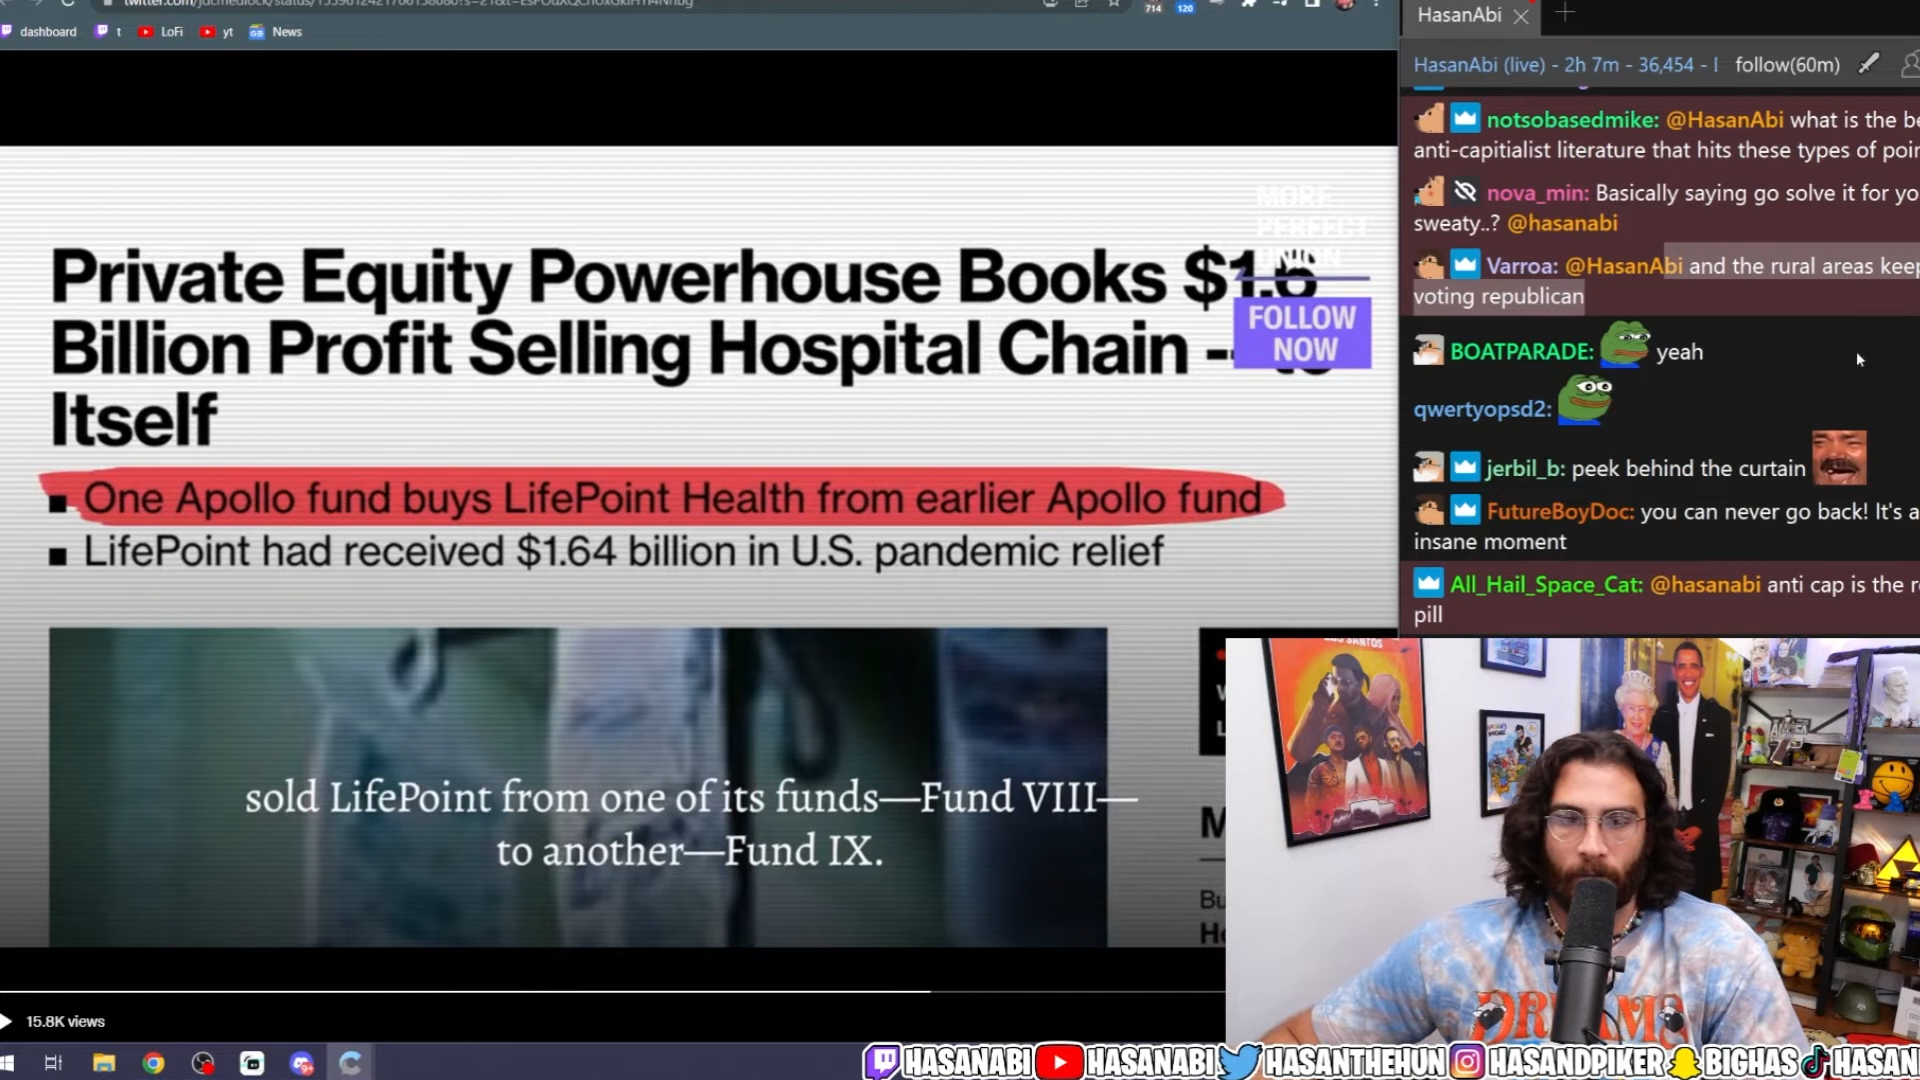 dashboard t LoFi yt News
714 120
MORE
PERFECT
UNION
FOLLOW
NOW
Private Equity Powerhouse Books $1.6
Billion Profit Selling Hospital Chain --
Itself
One Apollo fund buys LifePoint Health from earlier Apollo fund
LifePoint had received $1.64 billion in U.S. pandemic relief
sold LifePoint from one of its funds—Fund VIII—
to another—Fund IX.
15.8K views
HasanAbi
HasanAbi (live) - 2h 7m - 36,454 - follow(60m)
notsobasedmike: @HasanAbi what is the
anti-capitialist literature that hits these types of
nova_min: Basically saying go solve it for
sweaty..? @hasanabi
Varroa: @HasanAbi and the rural areas
voting republican
BOATPARADE: yeah
qwertyopsd2:
jerbil_b: peek behind the curtain
FutureBoyDoc: you can never go back! It's
insane moment
All_Hail_Space_Cat: @hasanabi anti cap is the
pill
HASANABI HASANABI HASANTHEHUN HASANDPIKER BIGHAS HASAN